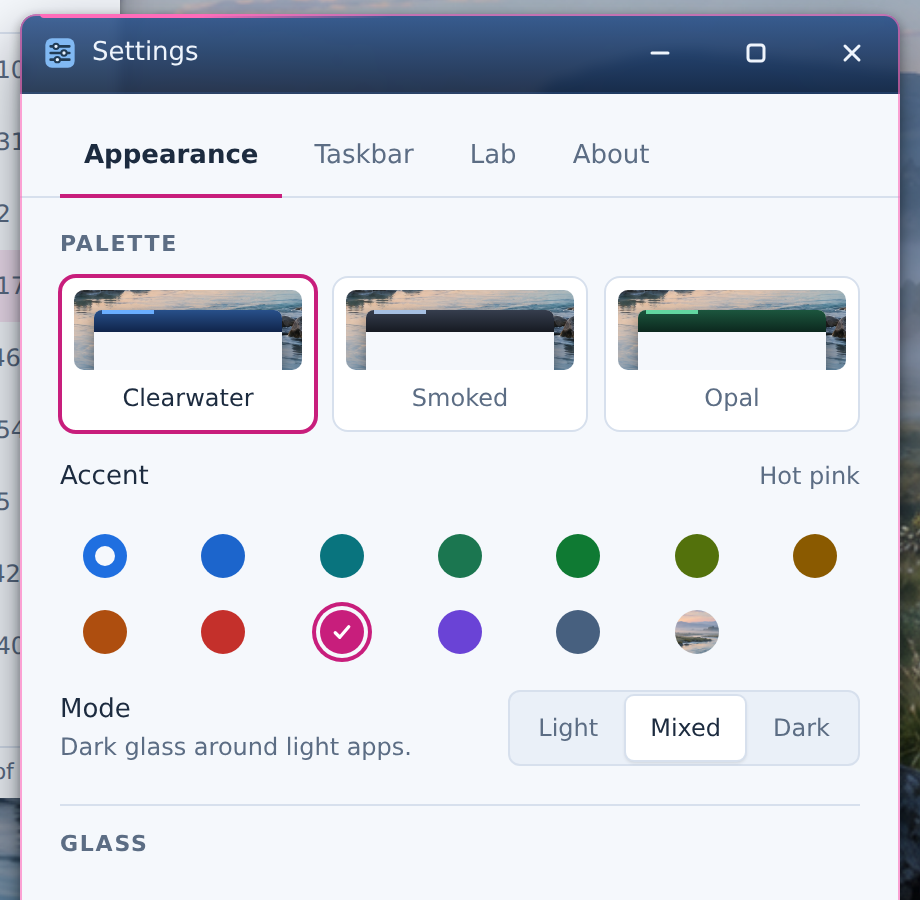 Settings
Appearance Taskbar Lab About
PALETTE
Clearwater Smoked Opal
Accent Hot pink
Mode
Dark glass around light apps.
Light Mixed Dark
GLASS
of